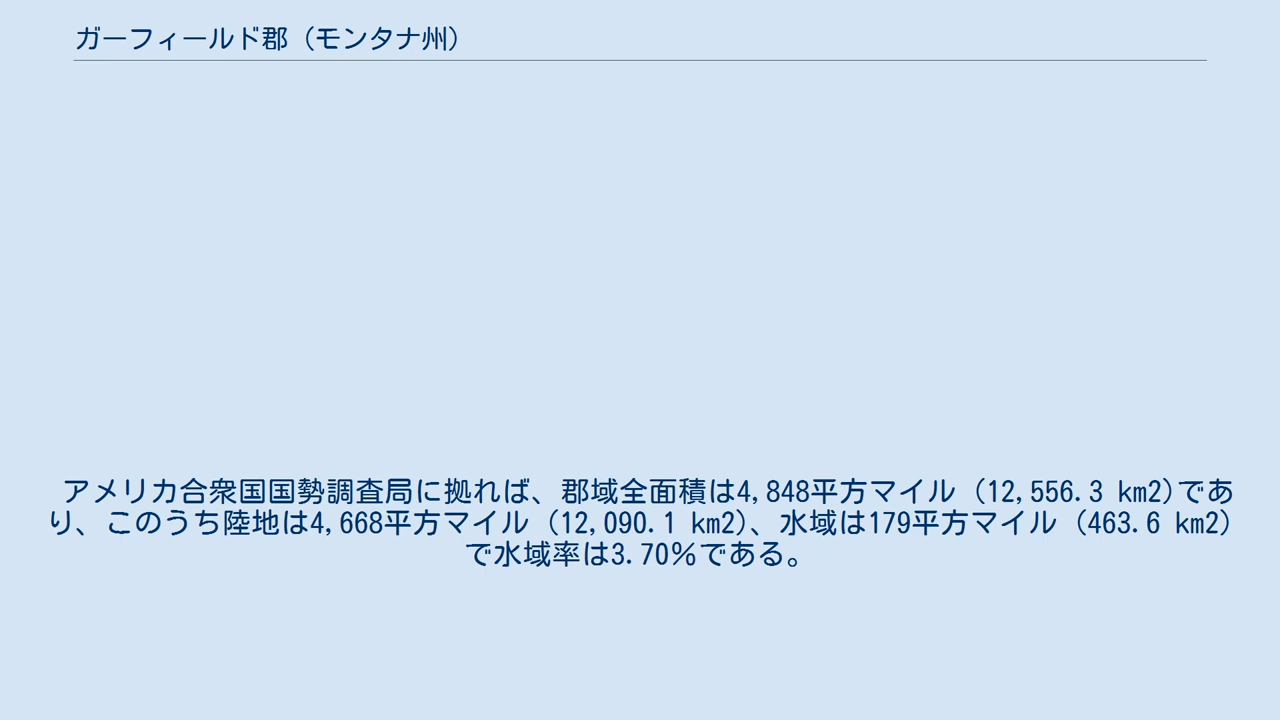 ガーフィールド郡（モンタナ州）
アメリカ合衆国国勢調査局に拠れば、郡域全面積は4,848平方マイル (12,556.3 km2)であ
り、このうち陸地は4,668平方マイル (12,090.1 km2)、水域は179平方マイル (463.6 km2)
で水域率は3.70%である。